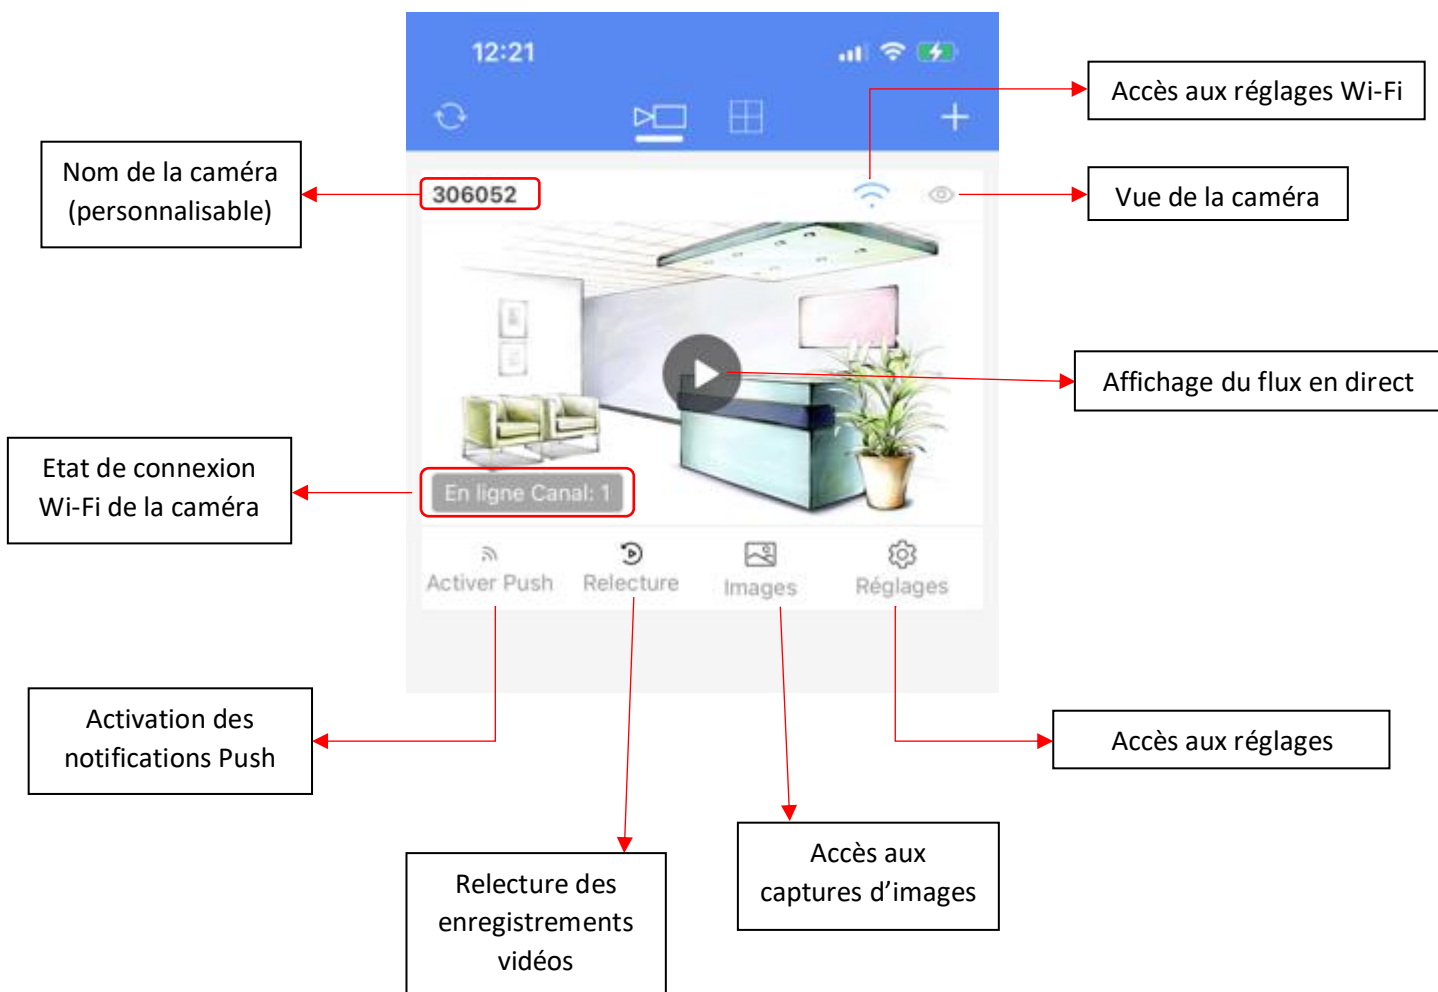 12:21
Accès aux réglages Wi-Fi
Nom de la caméra
(personnalisable)
306052
Vue de la caméra
Affichage du flux en direct
Etat de connexion
Wi-Fi de la caméra
En ligne Canal: 1
Activer Push
Relecture
Images
Réglages
Activation des
notifications Push
Accès aux réglages
Relecture des
enregistrements
vidéos
Accès aux
captures d’images